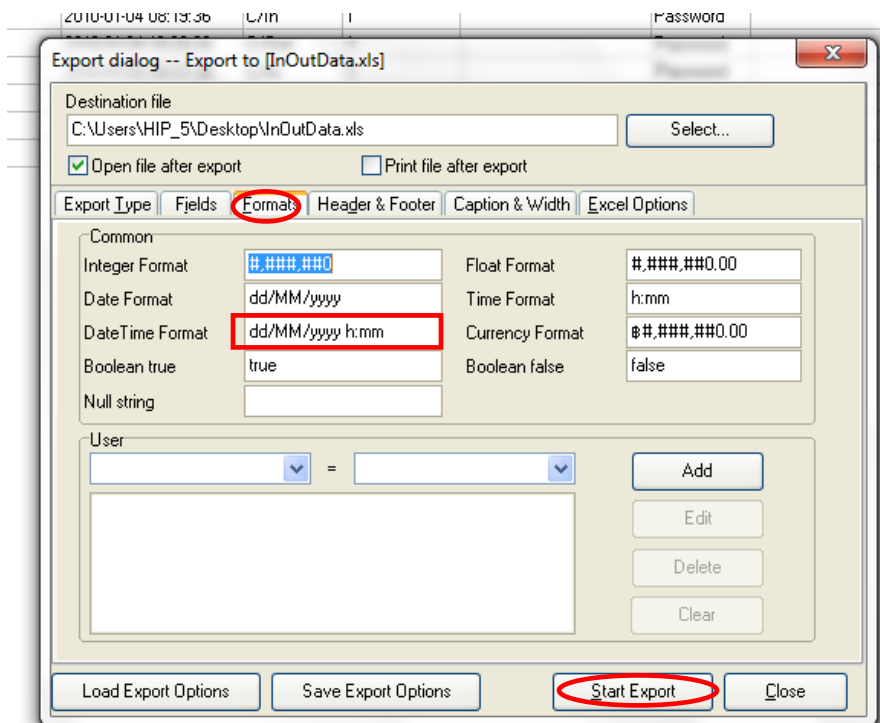 2010-01-04 08:19:36 C/In 1 Password
Export dialog -- Export to [InOutData.xls]
Destination file
C:\Users\HIP_5\Desktop\InOutData.xls Select...
Open file after export Print file after export
Export Type Fields Formats Header & Footer Caption & Width Excel Options
Common
Integer Format #,###,##0 Float Format #,###,##0.00
Date Format dd/MM/yyyy Time Format h:mm
DateTime Format dd/MM/yyyy h:mm Currency Format ฿#,###,##0.00
Boolean true true Boolean false false
Null string
User
= Add
Edit
Delete
Clear
Load Export Options Save Export Options Start Export Close